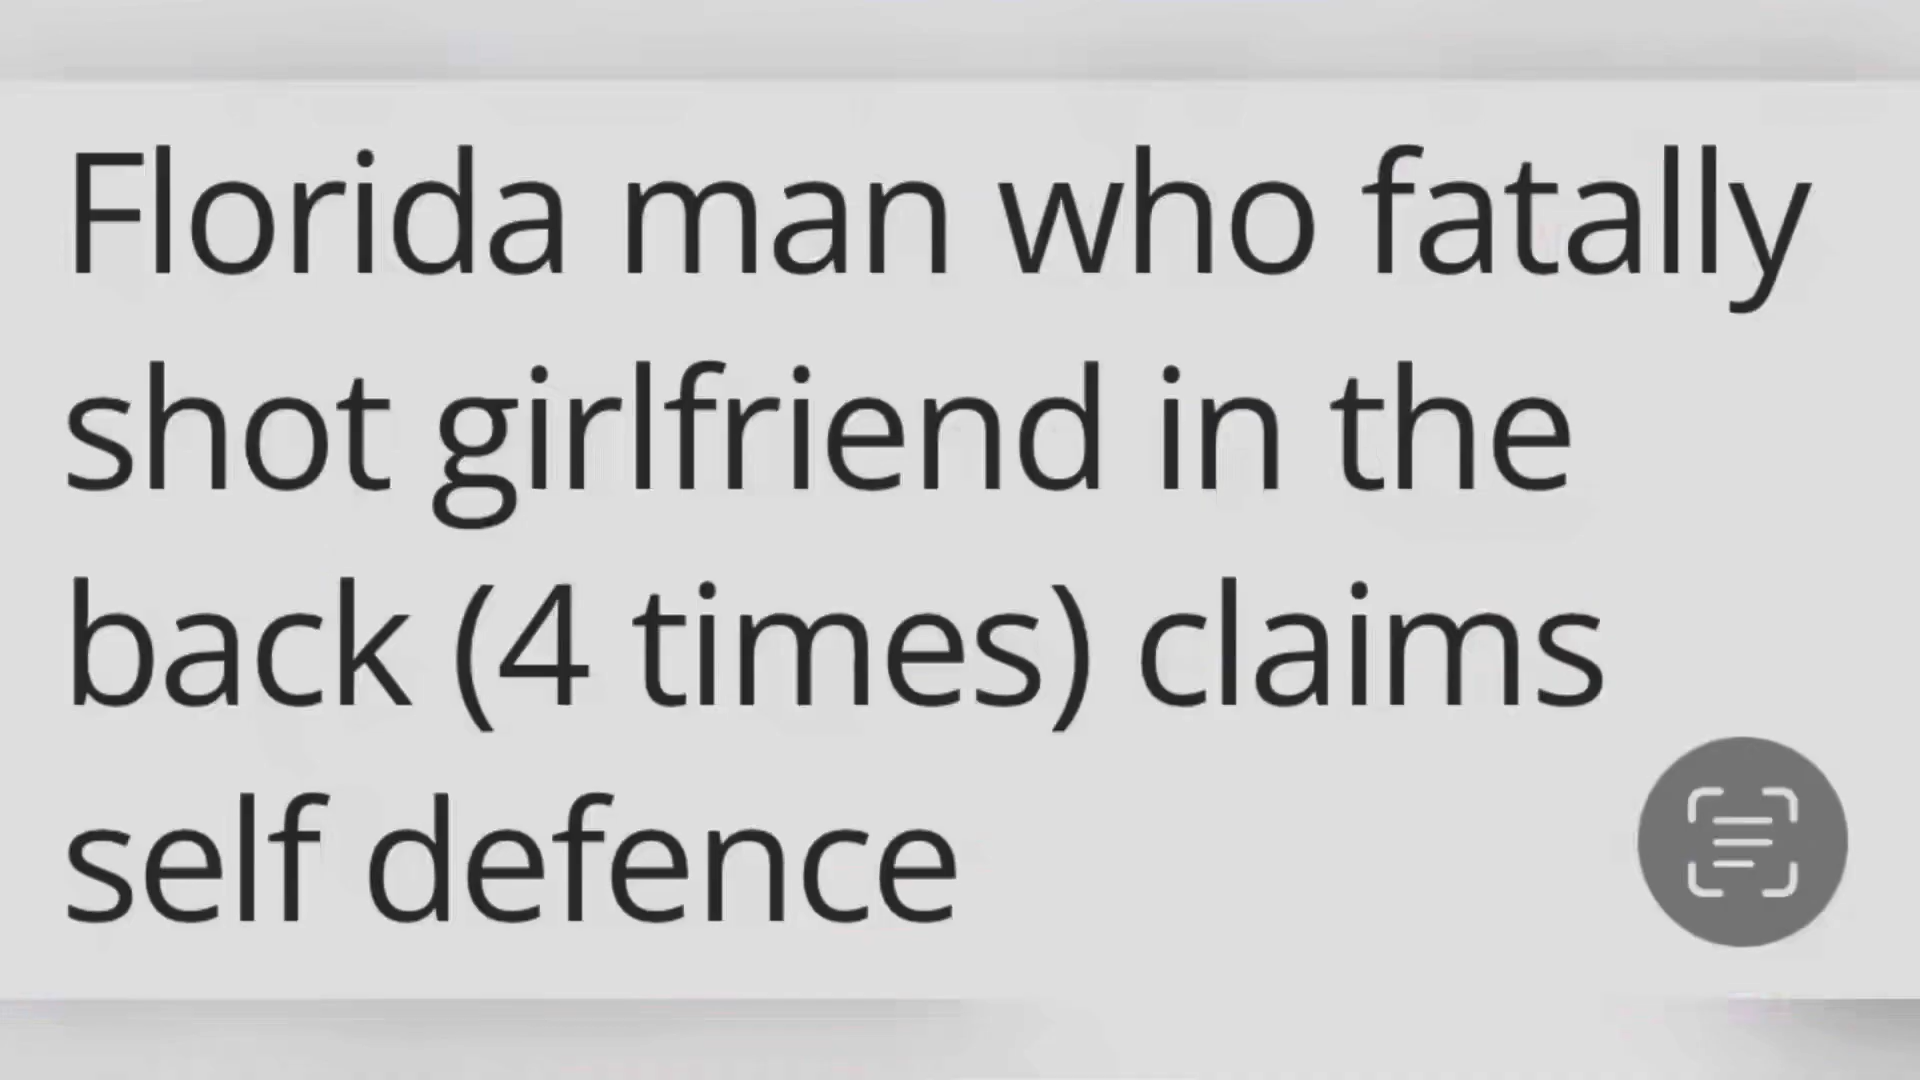 Florida man who fatally
shot girlfriend in the
back (4 times) claims
self defence